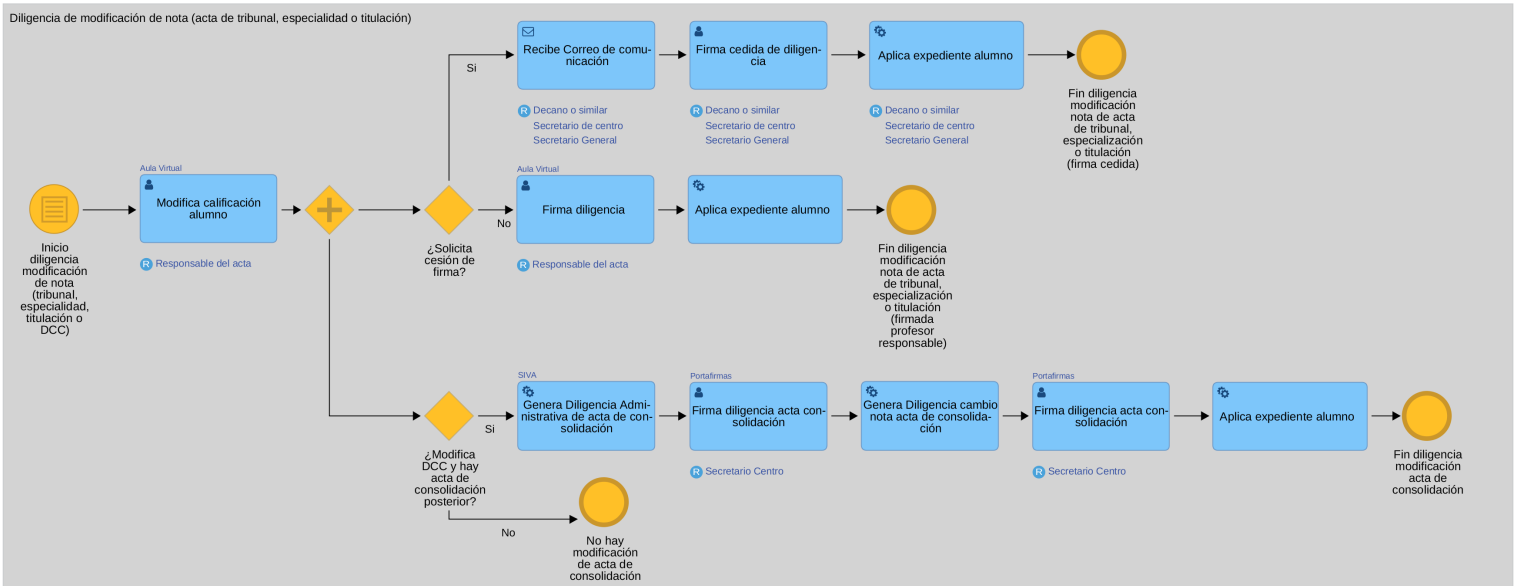 Diligencia de modificación de nota (acta de tribunal, especialidad o titulación)
Inicio
diligencia
modificación
de nota
(tribunal,
especialidad,
titulación o
DCC)
Aula Virtual
Modifica calificación
alumno
R Responsable del acta
¿Solicita
cesión de
firma?
Si
Recibe Correo de comu-
nicación
R Decano o similar
Secretario de centro
Secretario General
Firma cedida de diligen-
cia
R Decano o similar
Secretario de centro
Secretario General
Aplica expediente alumno
R Decano o similar
Secretario de centro
Secretario General
Fin diligencia
modificación
nota de acta
de tribunal,
especialización
o titulación
(firma cedida)
No
Aula Virtual
Firma diligencia
R Responsable del acta
Aplica expediente alumno
Fin diligencia
modificación
nota de acta
de tribunal,
especialización
o titulación
(firmada
profesor
responsable)
¿Modifica
DCC y hay
acta de
consolidación
posterior?
Si
SIVA
Genera Diligencia Admi-
nistrativa de acta de con-
solidación
Portafirmas
Firma diligencia acta con-
solidación
R Secretario Centro
Genera Diligencia cambio
nota acta de consolida-
ción
Portafirmas
Firma diligencia acta con-
solidación
R Secretario Centro
Aplica expediente alumno
Fin diligencia
modificación
acta de
consolidación
No
No hay
modificación
de acta de
consolidación